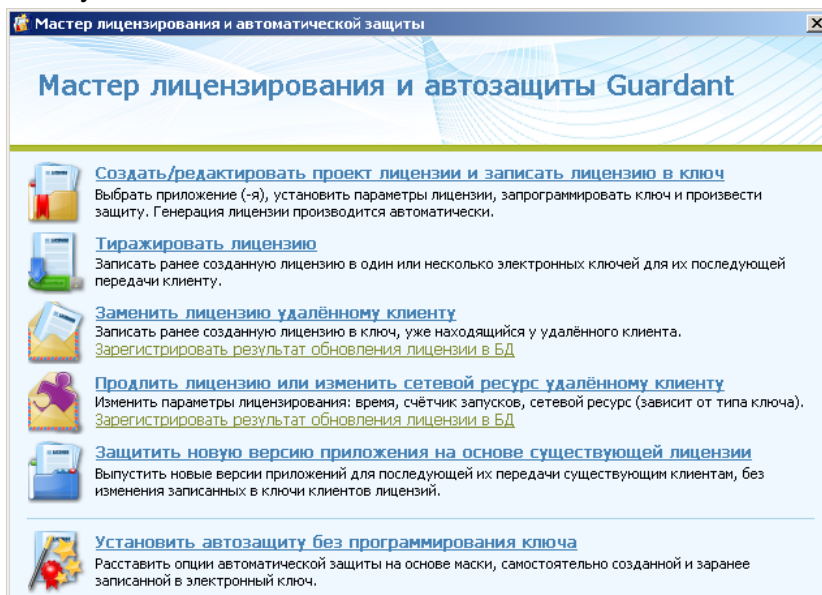 Мастер лицензирования и автоматической защиты
Мастер лицензирования и автозащиты Guardant
Создать/редактировать проект лицензии и записать лицензию в ключ
Выбрать приложение (-я), установить параметры лицензии, запрограммировать ключ и произвести
защиту. Генерация лицензии производится автоматически.
Тиражировать лицензию
Записать ранее созданную лицензию в один или несколько электронных ключей для их последующей
передачи клиенту.
Заменить лицензию удалённому клиенту
Записать ранее созданную лицензию в ключ, уже находящийся у удалённого клиента.
Зарегистрировать результат обновления лицензии в БД
Продлить лицензию или изменить сетевой ресурс удалённому клиенту
Изменить параметры лицензирования: время, счётчик запусков, сетевой ресурс (зависит от типа ключа).
Зарегистрировать результат обновления лицензии в БД
Защитить новую версию приложения на основе существующей лицензии
Выпустить новые версии приложений для последующей их передачи существующим клиентам, без
изменения записанных в ключи клиентов лицензий.
Установить автозащиту без программирования ключа
Расставить опции автоматической защиты на основе маски, самостоятельно созданной и заранее
записанной в электронный ключ.